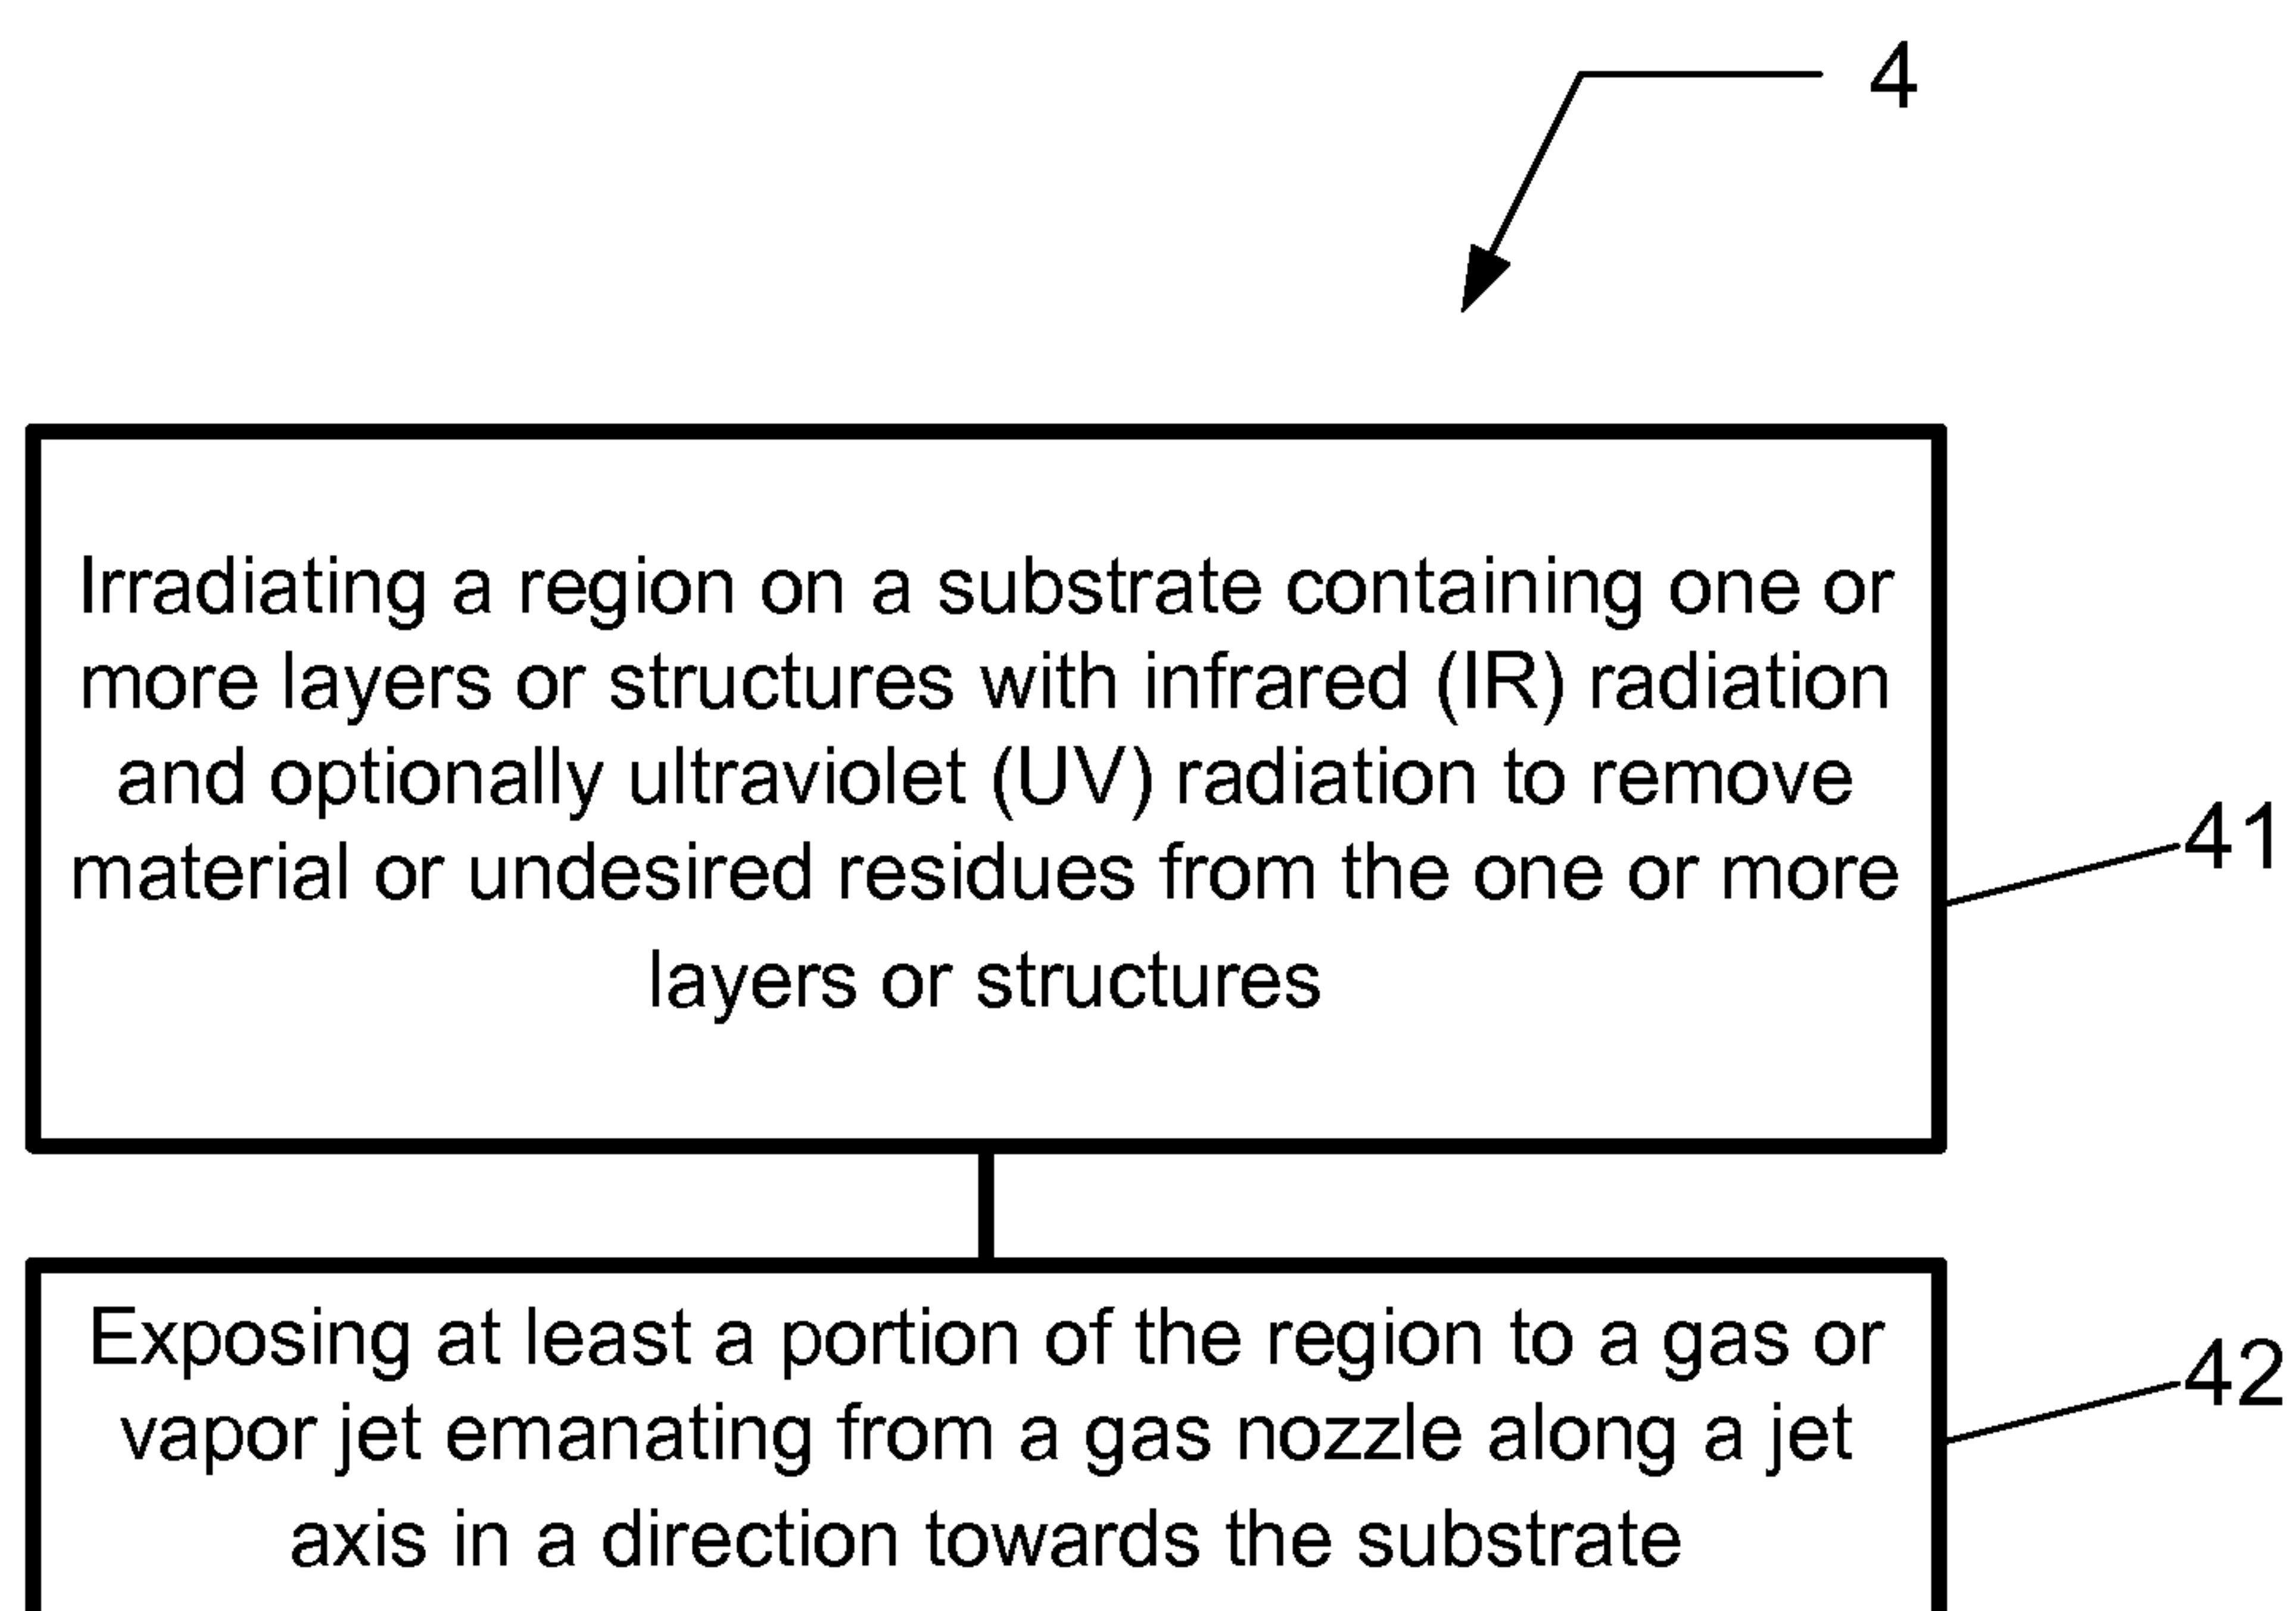 4
Irradiating a region on a substrate containing one or
more layers or structures with infrared (IR) radiation
and optionally ultraviolet (UV) radiation to remove
material or undesired residues from the one or more
layers or structures
41
Exposing at least a portion of the region to a gas or
vapor jet emanating from a gas nozzle along a jet
axis in a direction towards the substrate
42